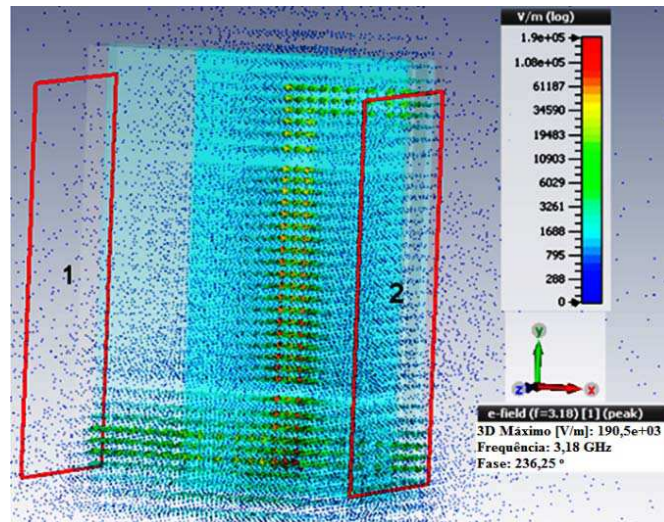 V/m (log)
1.9e+05
1.08e+05
61187
34590
19483
10903
6029
3261
1688
795
288
0
1
2
y
z
x
e-field (f=3.18) [1] (peak)
3D Máximo [V/m]: 190,5e+03
Frequência: 3,18 GHz
Fase: 236,25 º